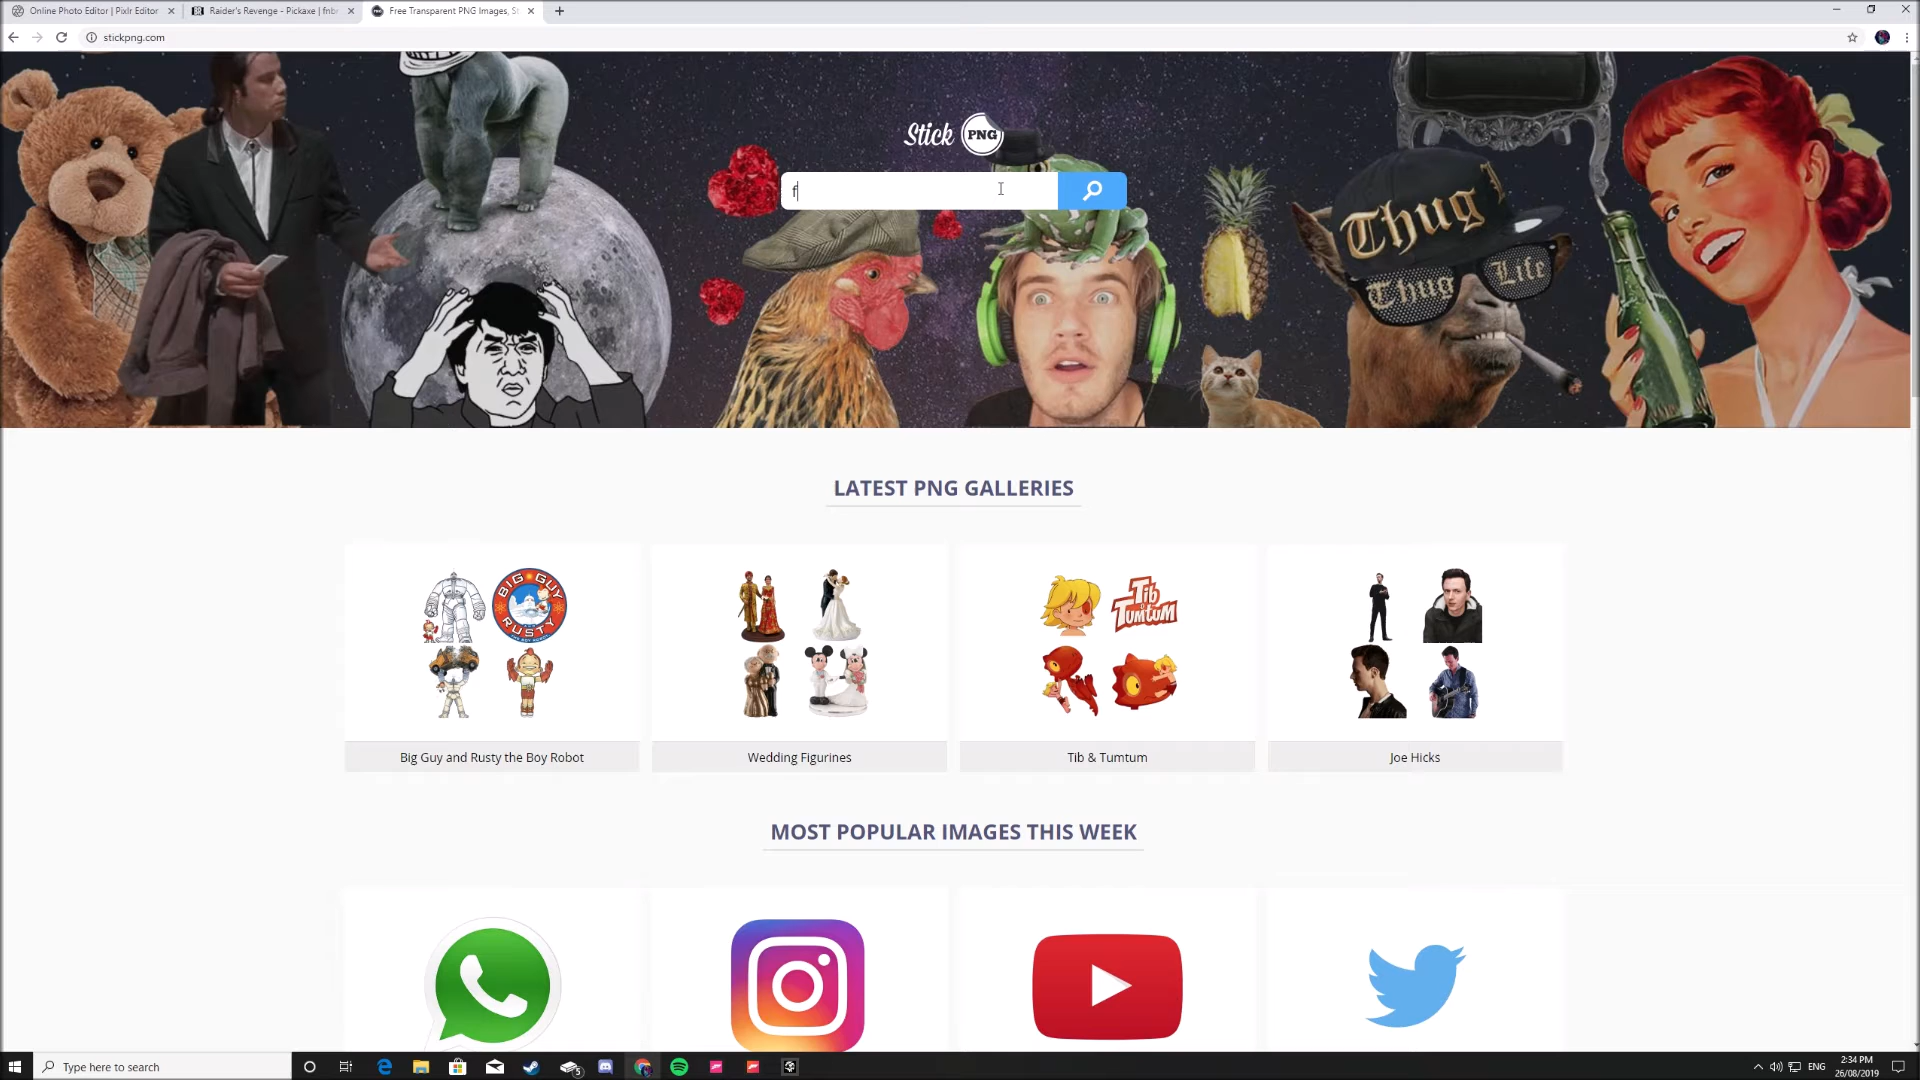 Online Photo Editor | Pixlr Editor
Raider's Revenge - Pickaxe | fnbr
Free Transparent PNG Images, St
stickpng.com
Stick PNG
f
Thug
Thug Life
LATEST PNG GALLERIES
BIG GUY
RUSTY
Tib
TumTum
Big Guy and Rusty the Boy Robot
Wedding Figurines
Tib & Tumtum
Joe Hicks
MOST POPULAR IMAGES THIS WEEK
Type here to search
5
ENG
2:34 PM
26/08/2019